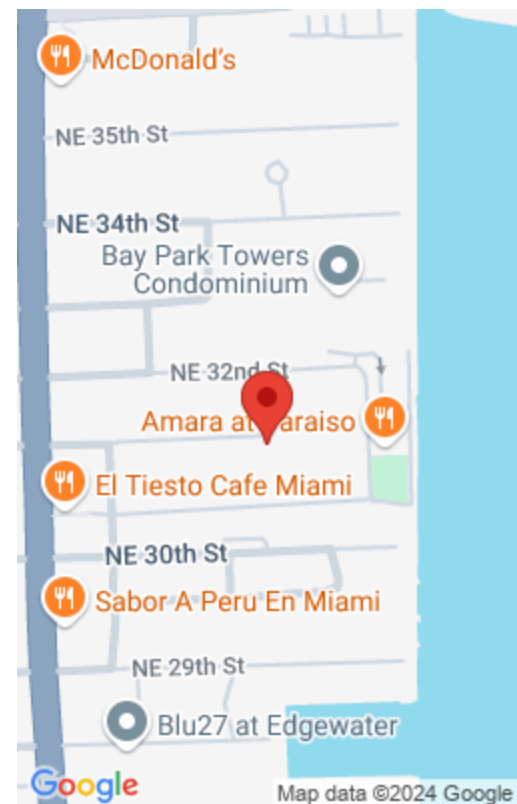 McDonald's
NE 35th St
NE 34th St
Bay Park Towers
Condominium
NE 32nd St
Amara at Paraiso
El Tiesto Cafe Miami
NE 30th St
Sabor A Peru En Miami
NE 29th St
Blu27 at Edgewater
Google
Map data ©2024 Google